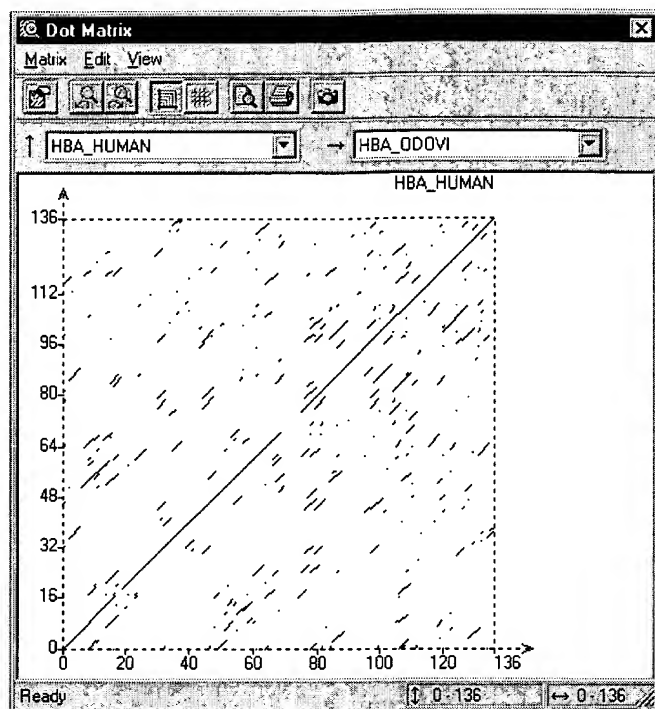 Dot Matrix
Matrix Edit View
HBA_HUMAN
HBA_ODOVI
HBA_HUMAN
136
112
96
80
64
48
32
16
0
0 20 40 60 80 100 120 136
Ready 0-136 0-136